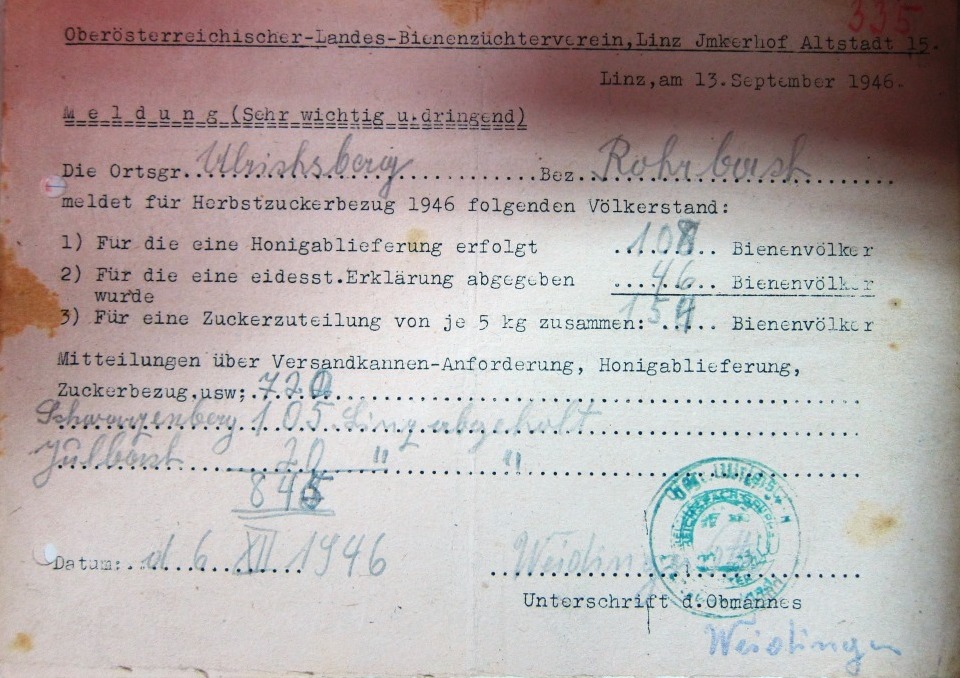 335
Oberösterreichischer-Landes-Bienenzüchterverein,Linz Jmkerhof Altstadt 15.
Linz,am 13.September 1946.
M e l d u n g (Sehr wichtig u.dringend)
Die Ortsgr. Ulrichsberg Bez. Rohrbach
meldet für Herbstzuckerbezug 1946 folgenden Völkerstand:
1) Für die eine Honigablieferung erfolgt 108 Bienenvölker
2) Für die eine eidesst.Erklärung abgegeben 46 Bienenvölker
wurde
3) Für eine Zuckerzuteilung von je 5 kg zusammen: 154 Bienenvölker
Mitteilungen über Versandkannen-Anforderung, Honigablieferung,
Zuckerbezug,usw; 720
Schwarzenberg 105 Linz abgeholt
Julbach 20 " "
845
Datum: d 6 XII 1946 Weidinger
Unterschrift d.Obmannes
Weidinger